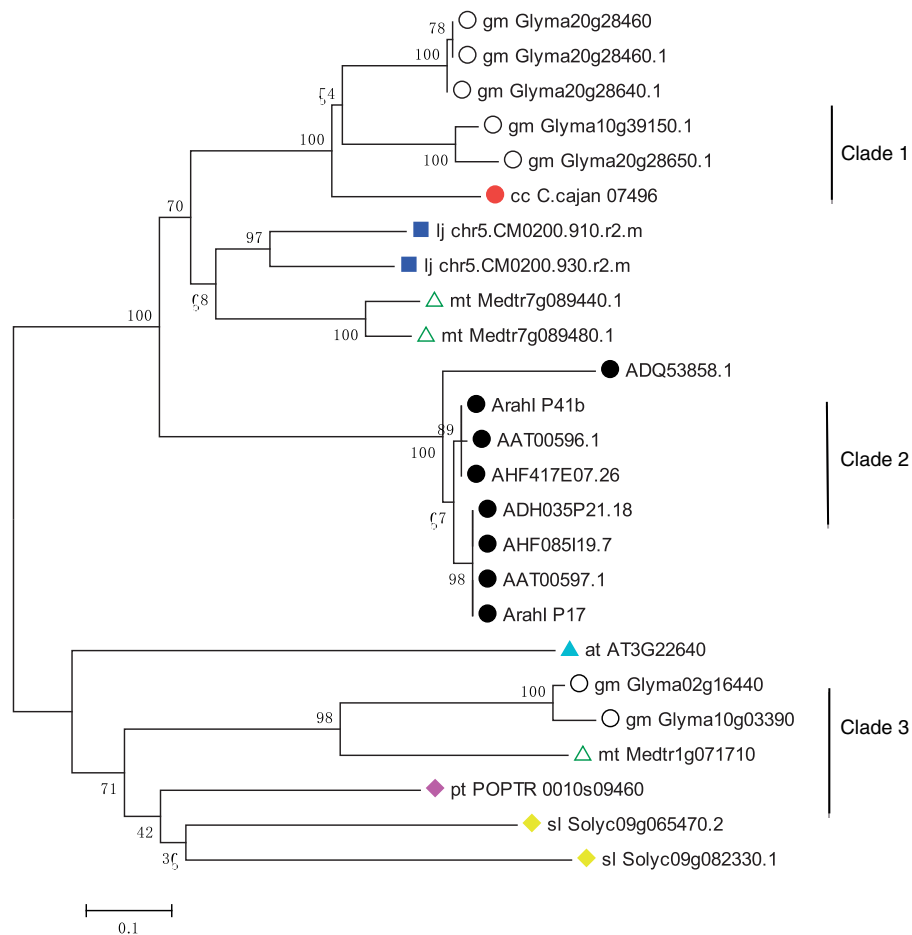 78
gm Glyma20g28460
100
gm Glyma20g28460.1
gm Glyma20g28640.1
gm Glyma10g39150.1
100
100
gm Glyma20g28650.1
Clade 1
cc C.cajan 07496
70
lj chr5.CM0200.910.r2.m
97
lj chr5.CM0200.930.r2.m
mt Medtr7g089440.1
100
100
mt Medtr7g089480.1
ADQ53858.1
ArahI P41b
89
AAT00596.1
100
Clade 2
AHF417E07.26
ADH035P21.18
AHF085I19.7
98
AAT00597.1
ArahI P17
at AT3G22640
100
gm Glyma02g16440
98
gm Glyma10g03390
Clade 3
mt Medtr1g071710
71
pt POPTR 0010s09460
42
sl Solyc09g065470.2
sl Solyc09g082330.1
0.1